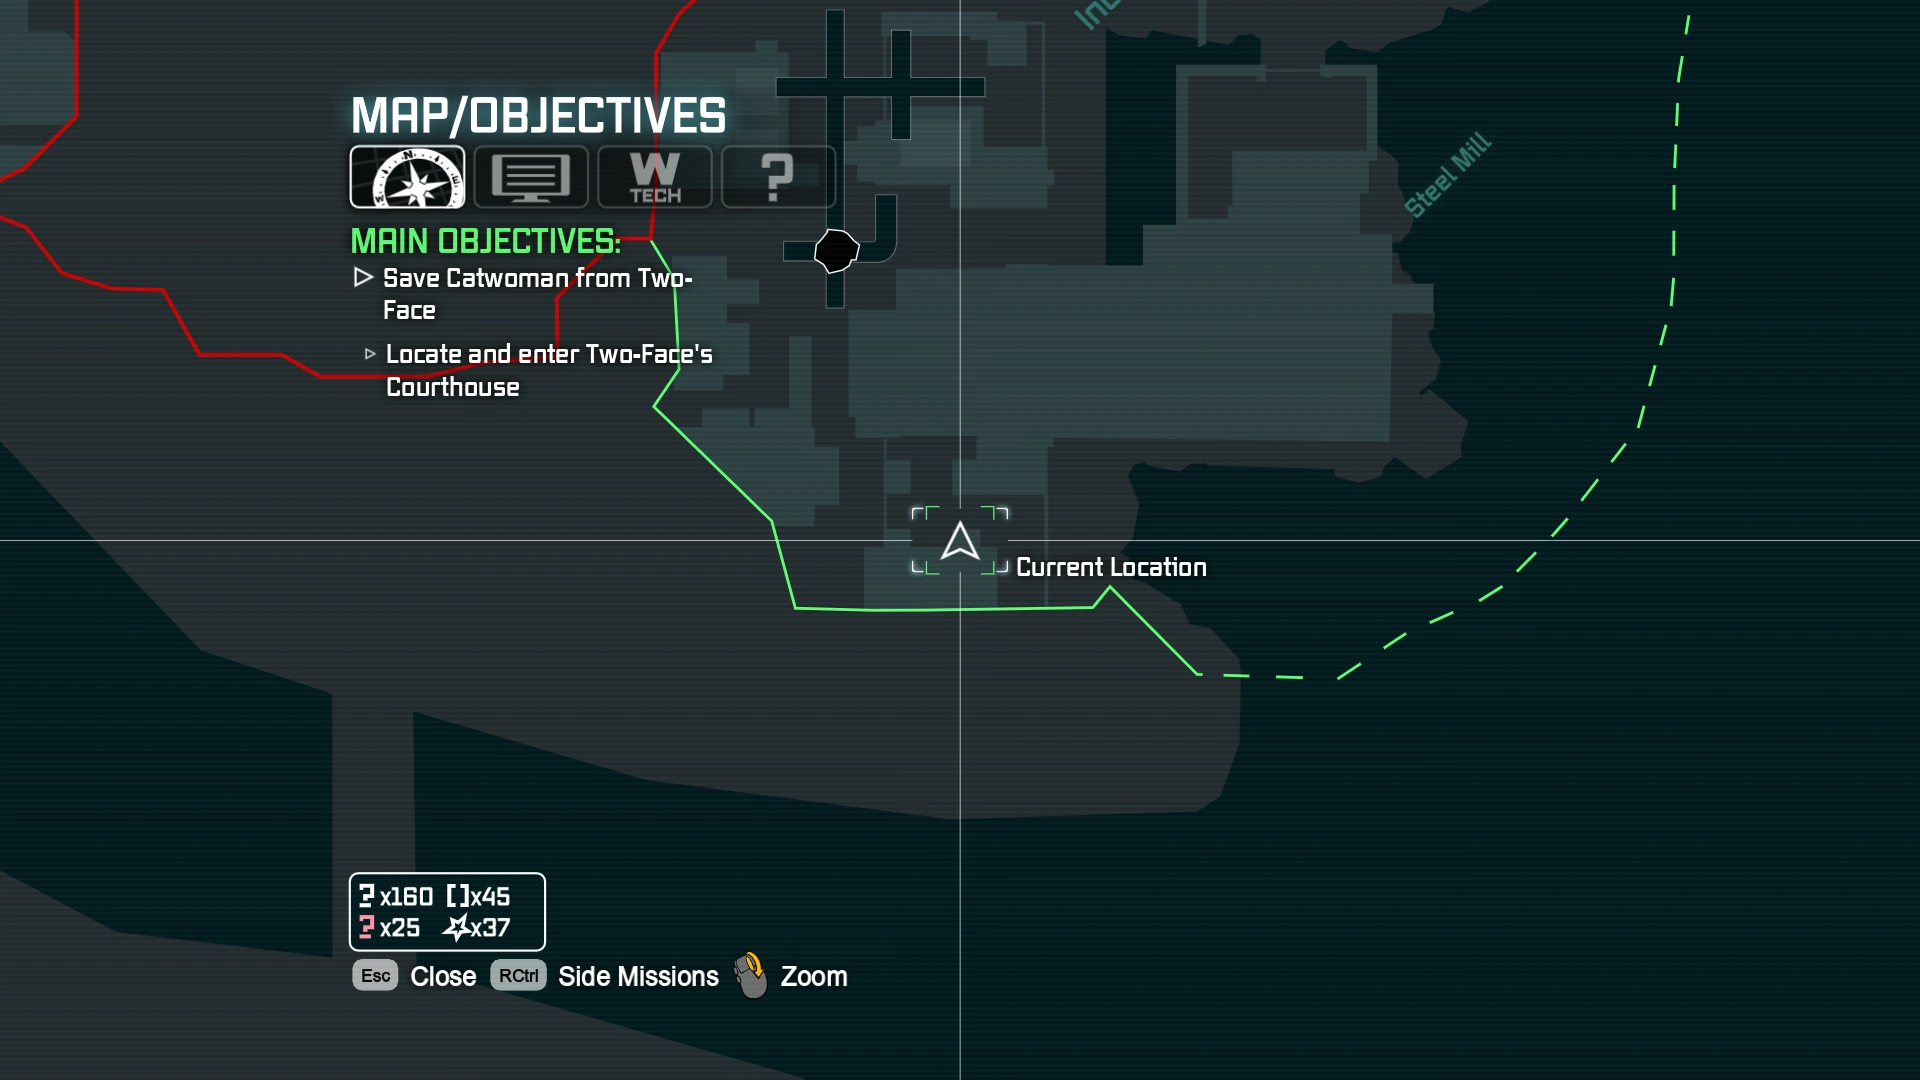 Ind
MAP/OBJECTIVES
W
TECH
?
Steel Mill
MAIN OBJECTIVES:
Save Catwoman from Two-
Face
Locate and enter Two-Face's
Courthouse
Current Location
? x160 []x45
? x25 x37
Esc Close RCtrl Side Missions Zoom